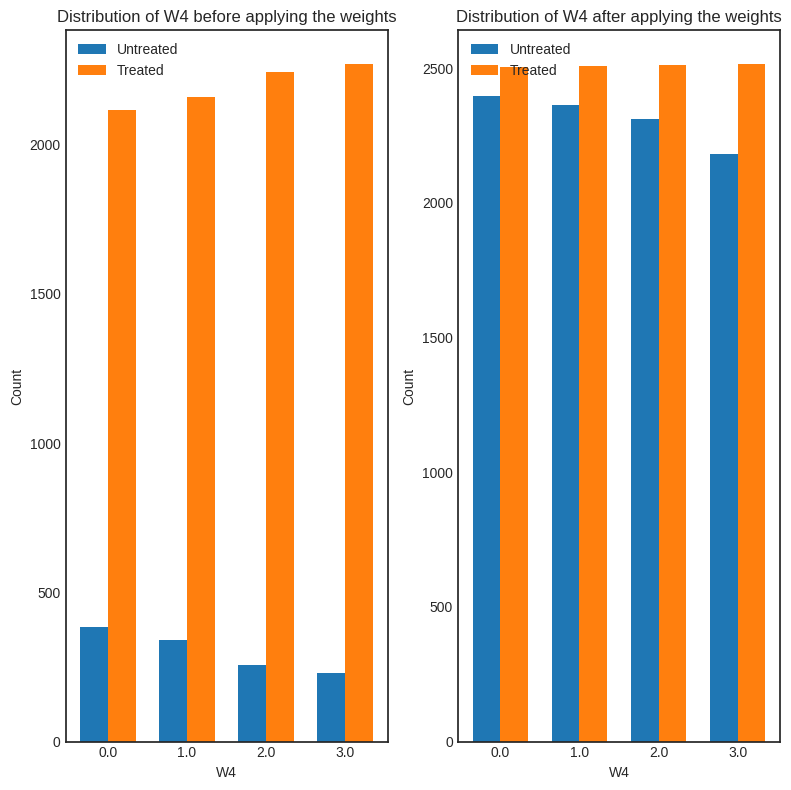 Distribution of W4 before applying the weights
Untreated
Treated
Count
2000
1500
1000
500
0
0.0 1.0 2.0 3.0
W4
Distribution of W4 after applying the weights
Untreated
Treated
Count
2500
2000
1500
1000
500
0
0.0 1.0 2.0 3.0
W4